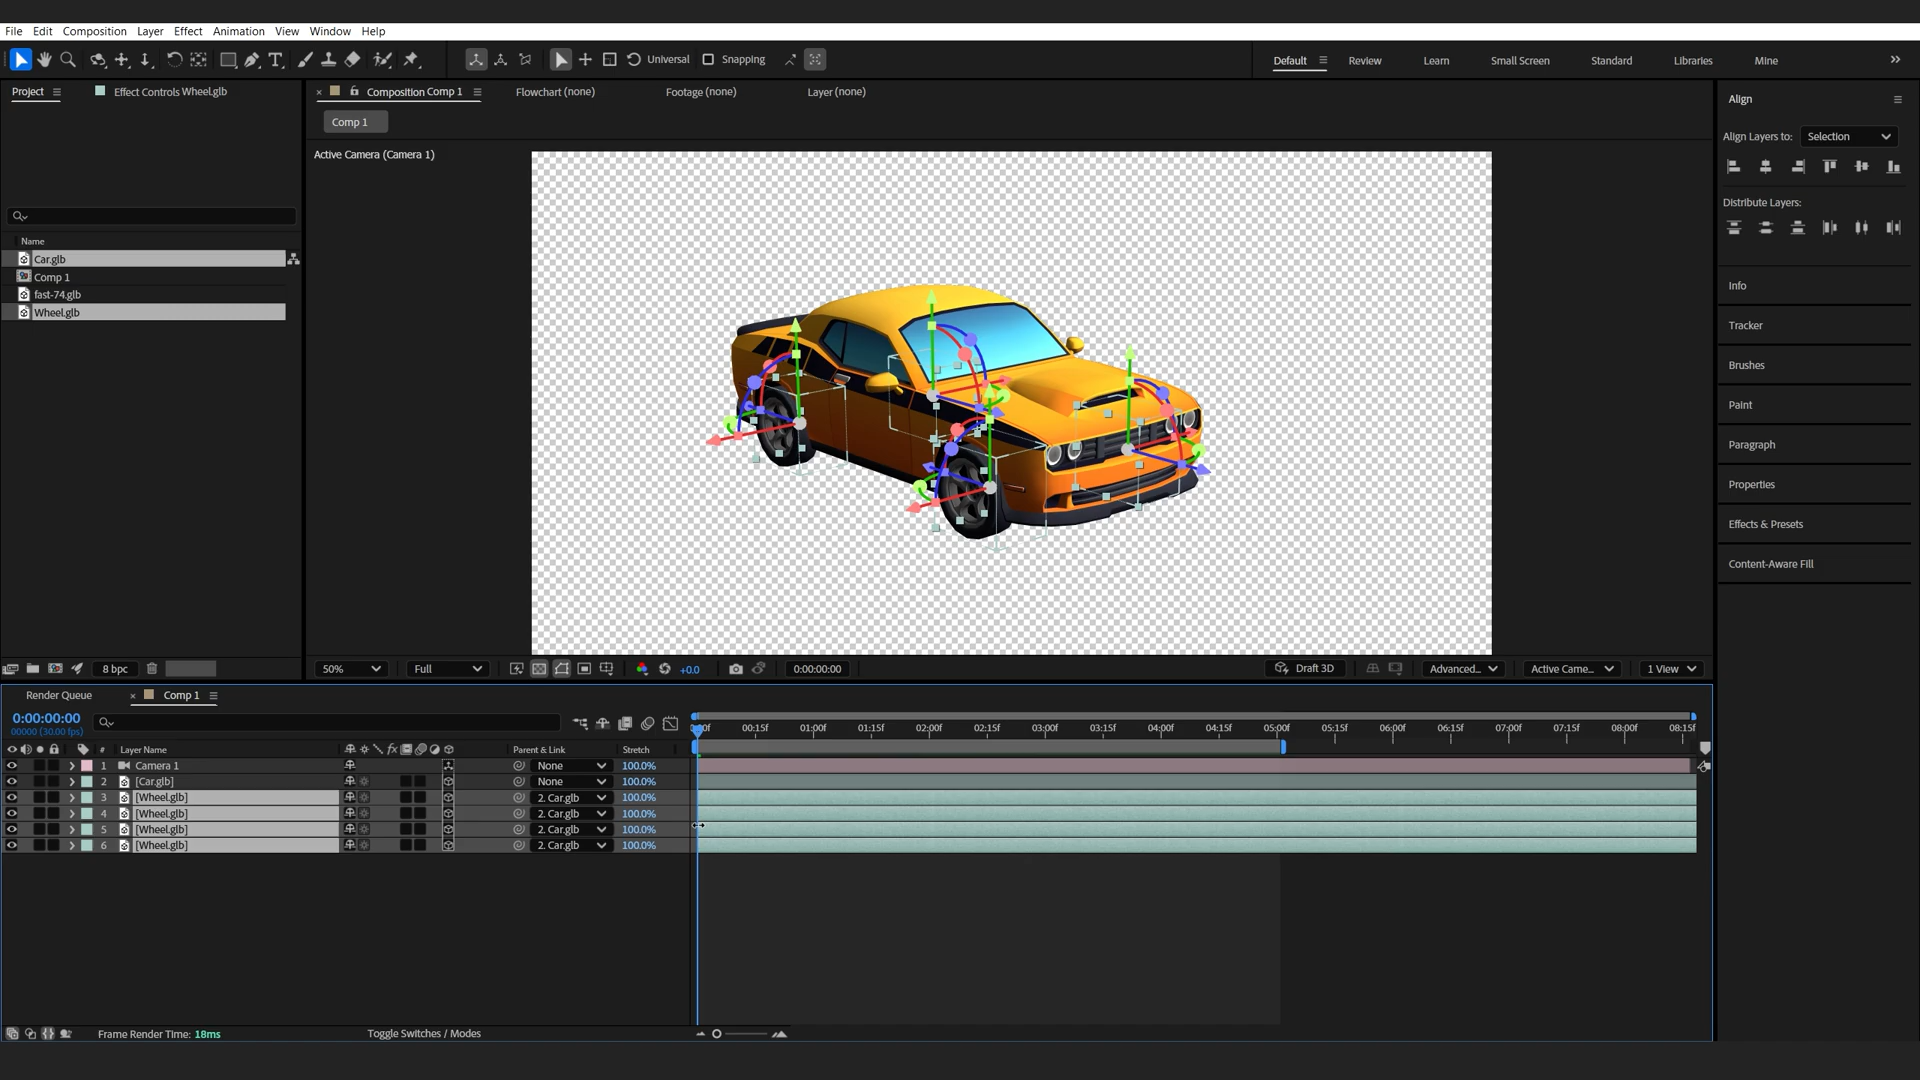 File Edit Composition Layer Effect Animation View Window Help
Universal Snapping Default Review Learn Small Screen Standard Libraries Mine
Project Effect Controls Wheel.glb
Composition Comp 1 Flowchart (none) Footage (none) Layer (none)
Comp 1
Active Camera (Camera 1)
Name
Car.glb
Comp 1
fast-74.glb
Wheel.glb
Align
Align Layers to: Selection
Distribute Layers:
Info
Tracker
Brushes
Paint
Paragraph
Properties
Effects & Presets
Content-Aware Fill
8 bpc
50% Full +0.0 0:00:00:00 Draft 3D Advanced... Active Came... 1 View
Render Queue Comp 1
0:00:00:00
00000 (30.00 fps)
00:15f 01:00f 01:15f 02:00f 02:15f 03:00f 03:15f 04:00f 04:15f 05:00f 05:15f 06:00f 06:15f 07:00f 07:15f 08:00f 08:15f
# Layer Name fx Parent & Link Stretch
1 Camera 1 None 100.0%
2 [Car.glb] None 100.0%
3 [Wheel.glb] 2. Car.glb 100.0%
4 [Wheel.glb] 2. Car.glb 100.0%
5 [Wheel.glb] 2. Car.glb 100.0%
6 [Wheel.glb] 2. Car.glb 100.0%
Frame Render Time: 18ms Toggle Switches / Modes